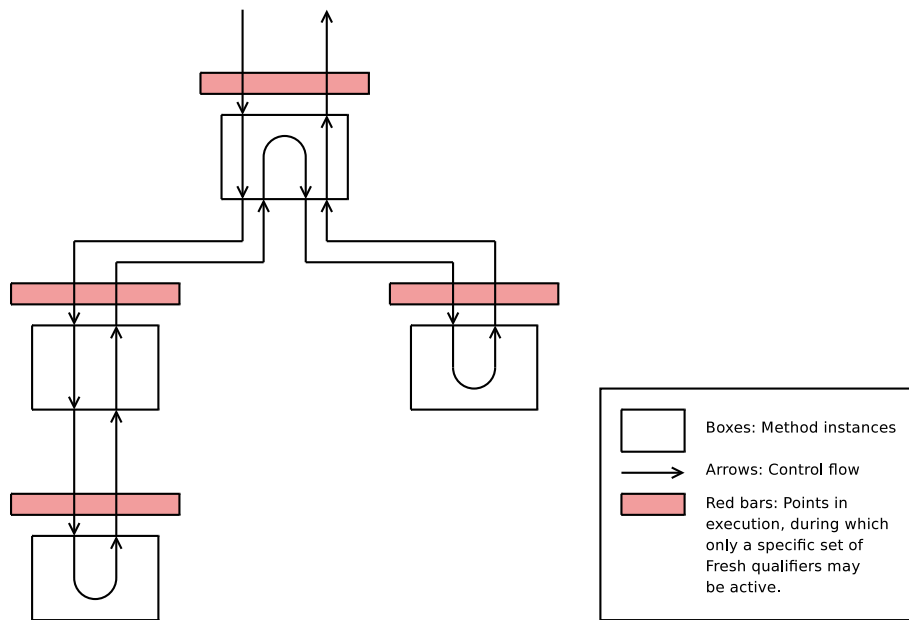 Boxes: Method instances
Arrows: Control flow
Red bars: Points in
execution, during which
only a specific set of
Fresh qualifiers may
be active.